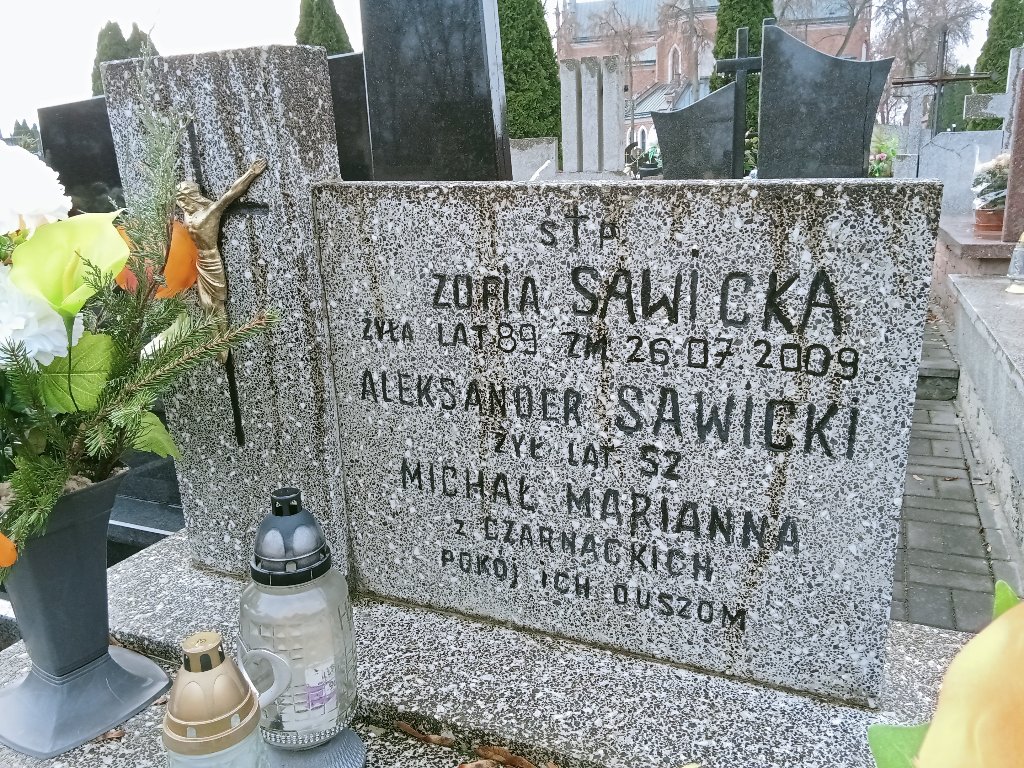 Ś † P
ZOFIA SAWICKA
ŻYŁA LAT 89 ZM. 26.07.2009
ALEKSANDER SAWICKI
ŻYŁ LAT 52
MICHAŁ MARIANNA
Z CZARNACKICH
POKÓJ ICH DUSZOM